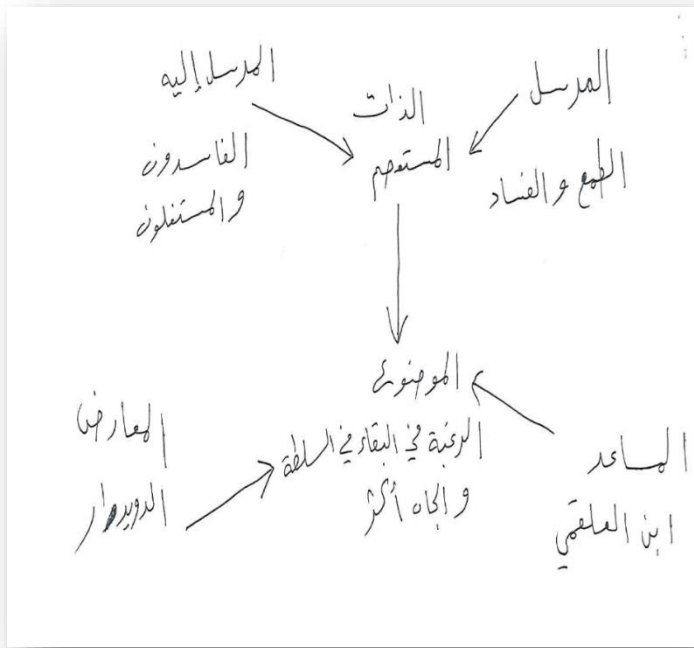 المرسل
الطمع والفساد
الذات
المستعصم
المرسل إليه
الفاسدون
والمستغلون
الموضوع
الرغبة في البقاء في السلطة
والجاه أكثر
المساعد
ابن العلقمي
المعارض
الدويدار